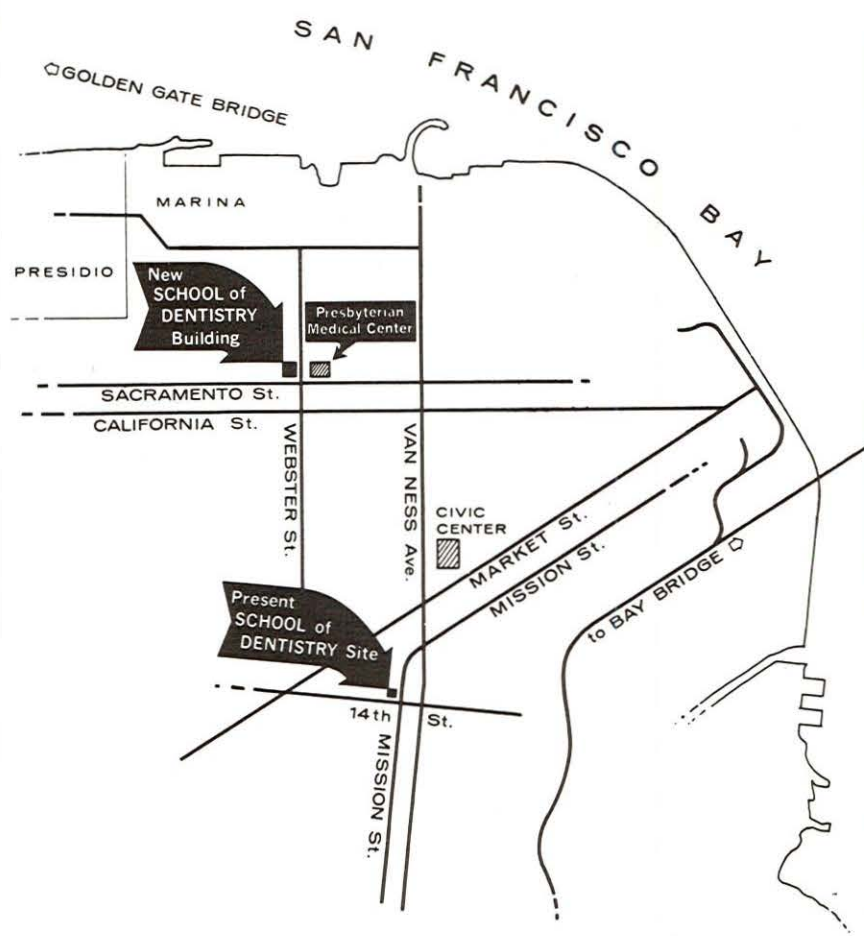 SAN FRANCISCO BAY
GOLDEN GATE BRIDGE
MARINA
PRESIDIO
New
SCHOOL of
DENTISTRY
Building
Presbyterian
Medical Center
SACRAMENTO St.
CALIFORNIA St.
WEBSTER St.
VAN NESS Ave.
CIVIC
CENTER
MARKET St.
MISSION St.
to BAY BRIDGE
Present
SCHOOL of
DENTISTRY Site
14th St.
MISSION St.